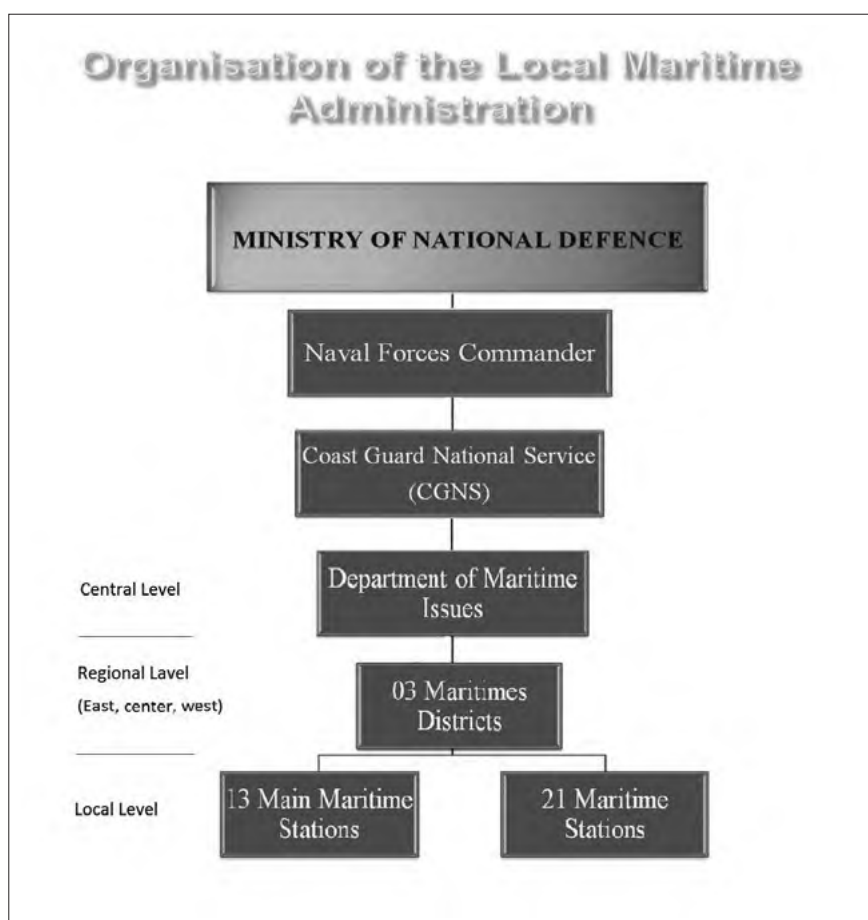 Organisation of the Local Maritime
Administration
MINISTRY OF NATIONAL DEFENCE
Naval Forces Commander
Coast Guard National Service
(CGNS)
Central Level
Department of Maritime
Issues
Regional Lavel
(East, center, west)
03 Maritimes
Districts
Local Level
13 Main Maritime
Stations
21 Maritime
Stations